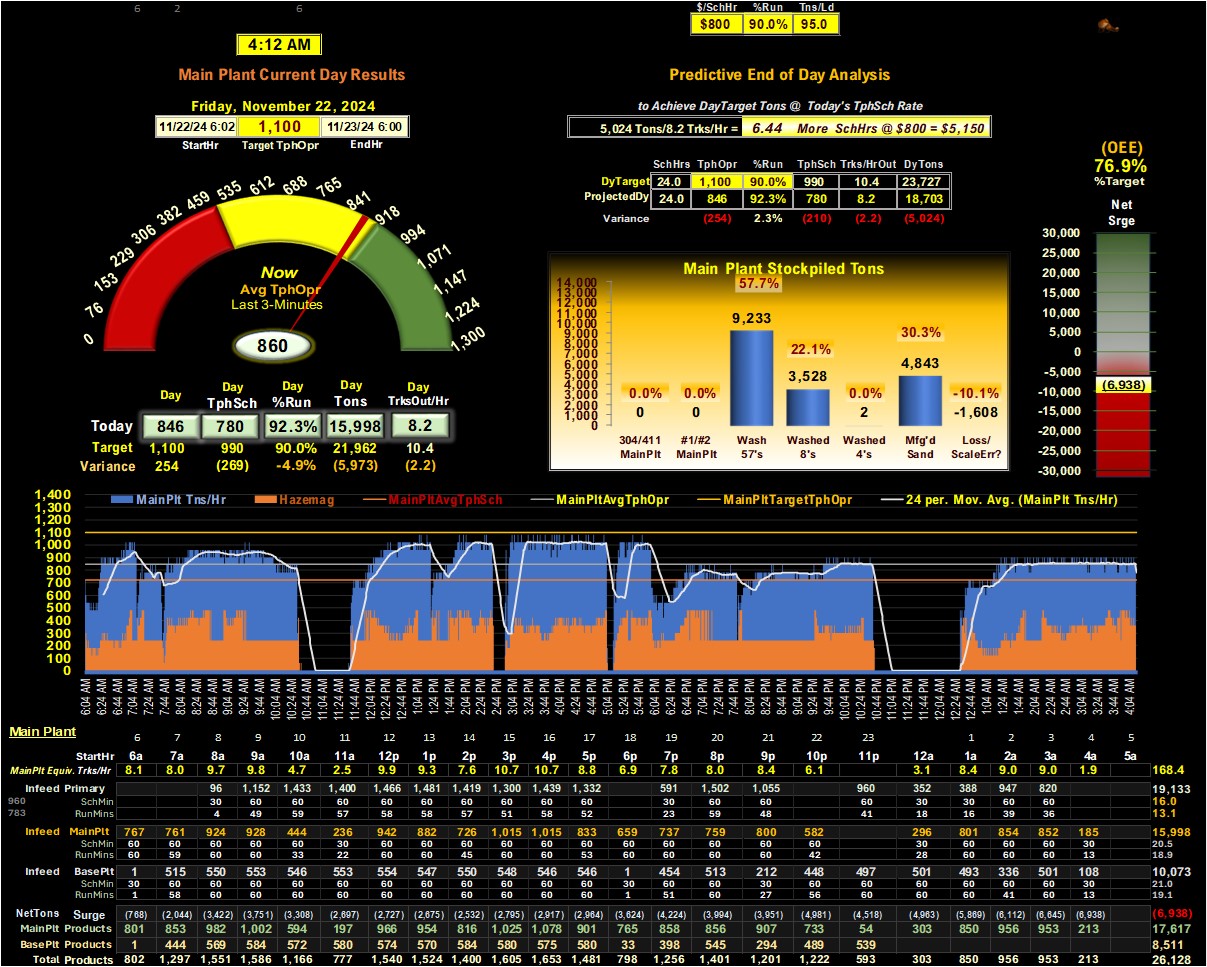 6 2 6
$/SchHr %Run Tns/Ld
$800 90.0% 95.0
4:12 AM
Main Plant Current Day Results
Predictive End of Day Analysis
Friday, November 22, 2024
to Achieve DayTarget Tons @ Today's TphSch Rate
11/22/24 6:02 1,100 11/23/24 6:00
StartHr Target TphOpr EndHr
5,024 Tons/8.2 Trks/Hr = 6.44 More SchHrs @ $800 = $5,150
(OEE)
76.9%
%Target
Net
Srge
SchHrs TphOpr %Run TphSch Trks/HrOut DyTons
DyTarget 24.0 1,100 90.0% 990 10.4 23,727
ProjectedDy 24.0 846 92.3% 780 8.2 18,703
Variance (254) 2.3% (210) (2.2) (5,024)
0 76 153 229 306 382 459 535 612 688 765 841 918 994 1,071 1,147 1,224 1,300
Now
Avg TphOpr
Last 3-Minutes
860
Main Plant Stockpiled Tons
14,000
13,000
12,000
11,000
10,000
9,000
8,000
7,000
6,000
5,000
4,000
3,000
2,000
1,000
0
0.0% 0.0% 57.7% 22.1% 0.0% 30.3% -10.1%
0 0 9,233 3,528 2 4,843 -1,608
304/411 #1/#2 Wash Washed Washed Mfg'd Loss/
MainPlt MainPlt 57's 8's 4's Sand ScaleErr?
30,000
25,000
20,000
15,000
10,000
5,000
0
-5,000
(6,938)
-10,000
-15,000
-20,000
-25,000
-30,000
Day Day Day Day Day
TphSch %Run Tons TrksOut/Hr
Today 846 780 92.3% 15,998 8.2
Target 1,100 990 90.0% 21,962 10.4
Variance 254 (269) -4.9% (5,973) (2.2)
MainPlt Tns/Hr Hazemag MainPltAvgTphSch MainPltAvgTphOpr MainPltTargetTphOpr 24 per. Mov. Avg. (MainPlt Tns/Hr)
1,400
1,300
1,200
1,100
1,000
900
800
700
600
500
400
300
200
100
0
6:04 AM 6:24 AM 6:44 AM 7:04 AM 7:24 AM 7:44 AM 8:04 AM 8:24 AM 8:44 AM 9:04 AM 9:24 AM 9:44 AM 10:04 AM 10:24 AM 10:44 AM 11:04 AM 11:24 AM 11:44 AM 12:04 PM 12:24 PM 12:44 PM 1:04 PM 1:24 PM 1:44 PM 2:04 PM 2:24 PM 2:44 PM 3:04 PM 3:24 PM 3:44 PM 4:04 PM 4:24 PM 4:44 PM 5:04 PM 5:24 PM 5:44 PM 6:04 PM 6:24 PM 6:44 PM 7:04 PM 7:24 PM 7:44 PM 8:04 PM 8:24 PM 8:44 PM 9:04 PM 9:24 PM 9:44 PM 10:04 PM 10:24 PM 10:44 PM 11:04 PM 11:24 PM 11:44 PM 12:04 AM 12:24 AM 12:44 AM 1:04 AM 1:24 AM 1:44 AM 2:04 AM 2:24 AM 2:44 AM 3:04 AM 3:24 AM 3:44 AM 4:04 AM
Main Plant
6 7 8 9 10 11 12 13 14 15 16 17 18 19 20 21 22 23 1 2 3 4 5
StartHr 6a 7a 8a 9a 10a 11a 12p 1p 2p 3p 4p 5p 6p 7p 8p 9p 10p 11p 12a 1a 2a 3a 4a 5a
MainPlt Equiv. Trks/Hr 8.1 8.0 9.7 9.8 4.7 2.5 9.9 9.3 7.6 10.7 10.7 8.8 6.9 7.8 8.0 8.4 6.1 3.1 8.4 9.0 9.0 1.9 168.4
Infeed Primary 96 1,152 1,433 1,400 1,466 1,481 1,419 1,300 1,439 1,332 591 1,502 1,055 960 352 388 947 820 19,133
960 SchMin 30 60 60 60 60 60 60 60 60 60 30 60 60 60 30 30 60 60 16.0
783 RunMins 4 49 59 57 58 58 57 51 58 52 23 59 48 41 18 16 39 36 13.1
Infeed MainPlt 767 761 924 928 444 236 942 882 726 1,015 1,015 833 659 737 759 800 582 296 801 854 852 185 15,998
SchMin 60 60 60 60 60 30 60 60 60 60 60 60 60 60 60 60 60 30 60 60 60 30 20.5
RunMins 60 59 60 60 33 22 60 60 45 60 60 53 60 60 60 60 42 28 60 60 60 13 18.9
Infeed BasePlt 1 515 550 553 546 553 554 547 550 548 546 546 1 454 513 212 448 497 501 493 336 501 108 10,073
SchMin 30 60 60 60 60 60 60 60 60 60 60 60 30 60 60 30 60 60 60 60 60 60 30 21.0
RunMins 1 58 60 60 60 60 60 60 60 60 60 60 1 51 60 27 56 60 60 60 41 60 13 19.1
NetTons Surge (768) (2,044) (3,422) (3,751) (3,308) (2,697) (2,727) (2,675) (2,532) (2,795) (2,917) (2,964) (3,624) (4,224) (3,994) (3,951) (4,981) (4,518) (4,963) (5,869) (6,112) (6,645) (6,938) (6,938)
MainPlt Products 801 853 982 1,002 594 197 966 954 816 1,025 1,078 901 765 858 856 907 733 54 303 850 956 953 213 17,617
BasePlt Products 1 444 569 584 572 580 574 570 584 580 575 580 33 398 545 294 489 539 8,511
Total Products 802 1,297 1,551 1,586 1,166 777 1,540 1,524 1,400 1,605 1,653 1,481 798 1,256 1,401 1,201 1,222 593 303 850 956 953 213 26,128